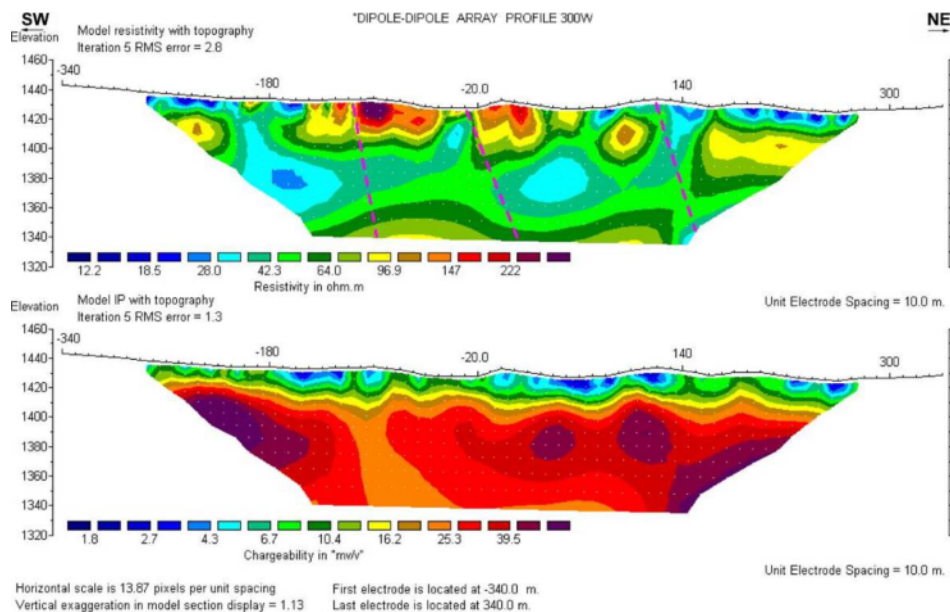 SW "DIPOLE-DIPOLE ARRAY PROFILE 300W NE
Elevation Model resistivity with topography
Iteration 5 RMS error = 2.8
1460
-340 -180 -20.0 140 300
1440
1420
1400
1380
1360
1340
1320
12.2 18.5 28.0 42.3 64.0 96.9 147 222
Resistivity in ohm.m
Unit Electrode Spacing = 10.0 m.
Elevation Model IP with topography
Iteration 5 RMS error = 1.3
1460
-340 -180 -20.0 140 300
1440
1420
1400
1380
1360
1340
1320
1.8 2.7 4.3 6.7 10.4 16.2 25.3 39.5
Chargeability in "mv/v"
Unit Electrode Spacing = 10.0 m.
Horizontal scale is 13.87 pixels per unit spacing First electrode is located at -340.0 m.
Vertical exaggeration in model section display = 1.13 Last electrode is located at 340.0 m.